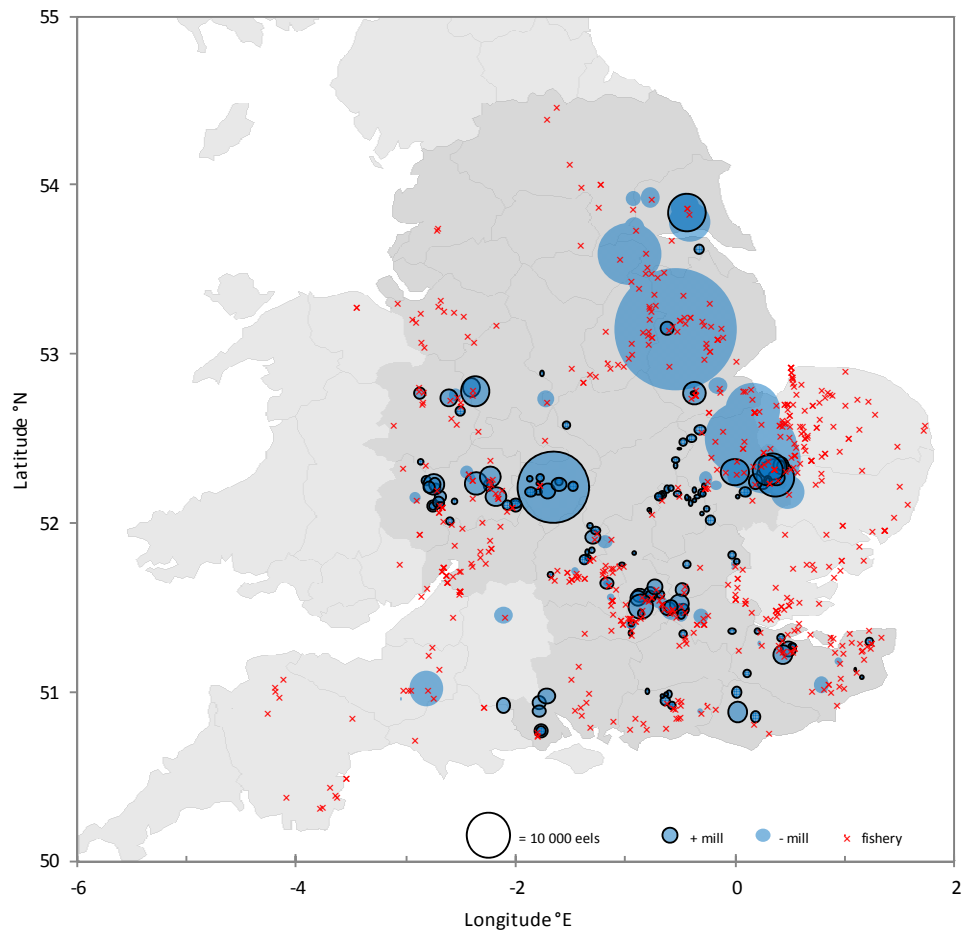 55
54
53
52
51
50
Latitude °N
= 10 000 eels
+ mill
- mill
fishery
-6
-4
-2
0
2
Longitude °E